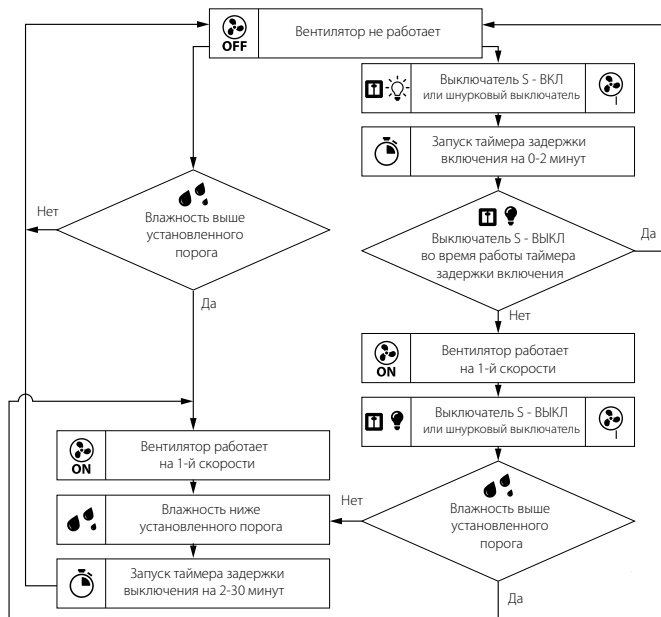 OFF
Вентилятор не работает
Выключатель S - ВКЛ
или шнурковый выключатель
Запуск таймера задержки
включения на 0-2 минут
Нет
Влажность выше
установленного
порога
Да
Выключатель S - ВЫКЛ
во время работы таймера
задержки включения
Да
Нет
ON
Вентилятор работает
на 1-й скорости
Выключатель S - ВЫКЛ
или шнурковый выключатель
ON
Вентилятор работает
на 1-й скорости
Влажность ниже
установленного порога
Запуск таймера задержки
выключения на 2-30 минут
Нет
Влажность выше
установленного
порога
Да